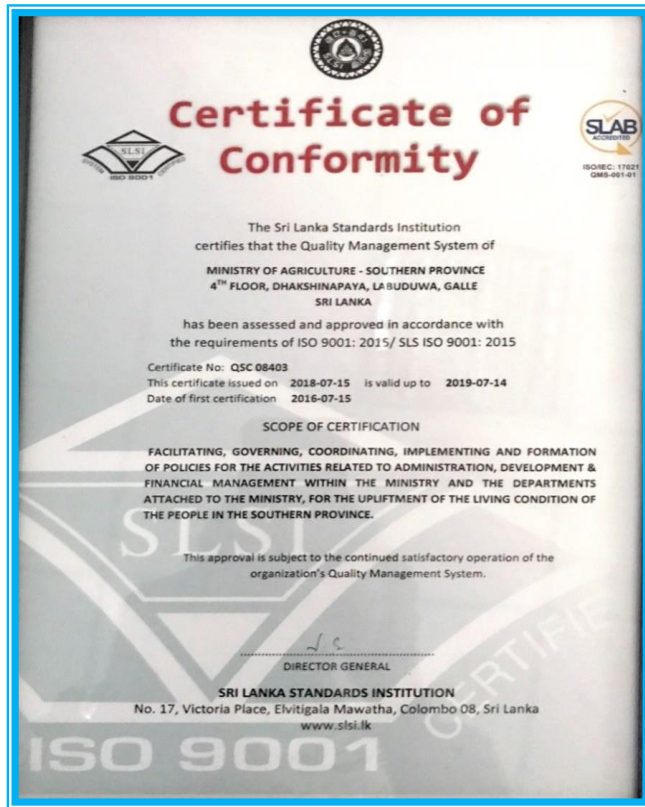 SLSI
Certificate of
Conformity
SLSI
SYSTEM CERTIFIED
ISO 9001
SLAB
ACCREDITED
ISO/IEC: 17021
QMS-001-01
The Sri Lanka Standards Institution
certifies that the Quality Management System of
MINISTRY OF AGRICULTURE - SOUTHERN PROVINCE
4TH FLOOR, DHAKSHINAPAYA, LABUDUWA, GALLE
SRI LANKA
has been assessed and approved in accordance with
the requirements of ISO 9001: 2015/ SLS ISO 9001: 2015
Certificate No: QSC 08403
This certificate issued on 2018-07-15 is valid up to 2019-07-14
Date of first certification 2016-07-15
SCOPE OF CERTIFICATION
FACILITATING, GOVERNING, COORDINATING, IMPLEMENTING AND FORMATION
OF POLICIES FOR THE ACTIVITIES RELATED TO ADMINISTRATION, DEVELOPMENT &
FINANCIAL MANAGEMENT WITHIN THE MINISTRY AND THE DEPARTMENTS
ATTACHED TO THE MINISTRY, FOR THE UPLIFTMENT OF THE LIVING CONDITION OF
THE PEOPLE IN THE SOUTHERN PROVINCE.
SLSI
This approval is subject to the continued satisfactory operation of the
organization's Quality Management System.
DIRECTOR GENERAL
SRI LANKA STANDARDS INSTITUTION
No. 17, Victoria Place, Elvitigala Mawatha, Colombo 08, Sri Lanka
www.slsi.lk
CERTIFIE
ISO 9001